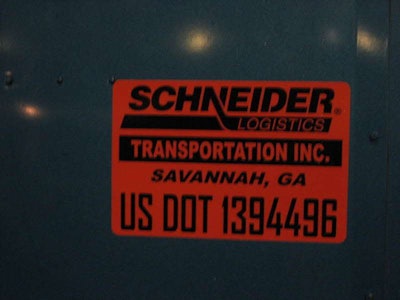 SCHNEIDER®
LOGISTICS
TRANSPORTATION INC.
SAVANNAH, GA
US DOT 1394496